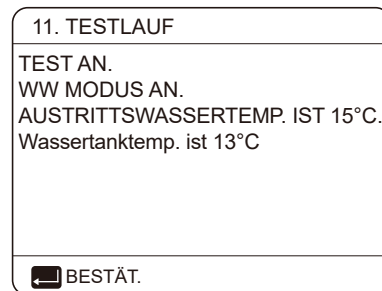 11. TESTLAUF
TEST AN.
WW MODUS AN.
AUSTRITTSWASSERTEMP. IST 15°C.
Wassertanktemp. ist 13°C
BESTÄT.